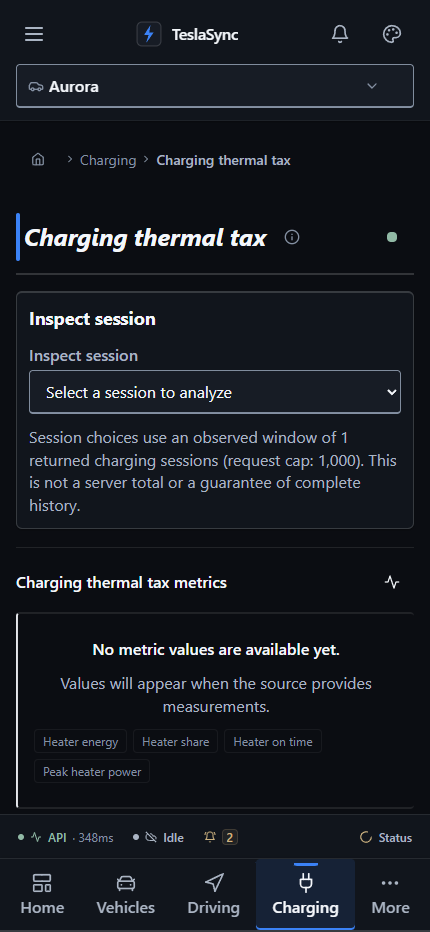 TeslaSync
Aurora
Charging
Charging thermal tax
Charging thermal tax
Inspect session
Inspect session
Select a session to analyze
Session choices use an observed window of 1
returned charging sessions (request cap: 1,000). This
is not a server total or a guarantee of complete
history.
Charging thermal tax metrics
No metric values are available yet.
Values will appear when the source provides
measurements.
Heater energy
Heater share
Heater on time
Peak heater power
API · 348ms
Idle
2
Status
Home
Vehicles
Driving
Charging
More